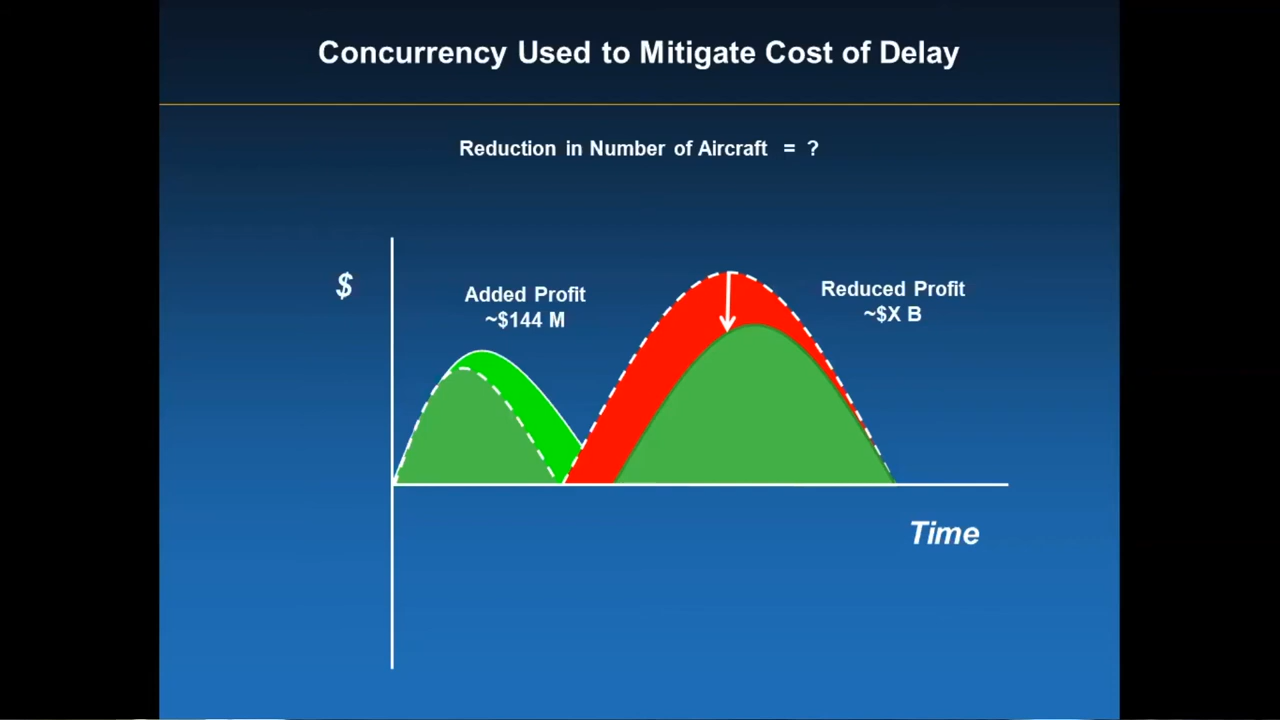 Concurrency Used to Mitigate Cost of Delay
Reduction in Number of Aircraft = ?
$
Added Profit
~$144 M
Reduced Profit
~$X B
Time